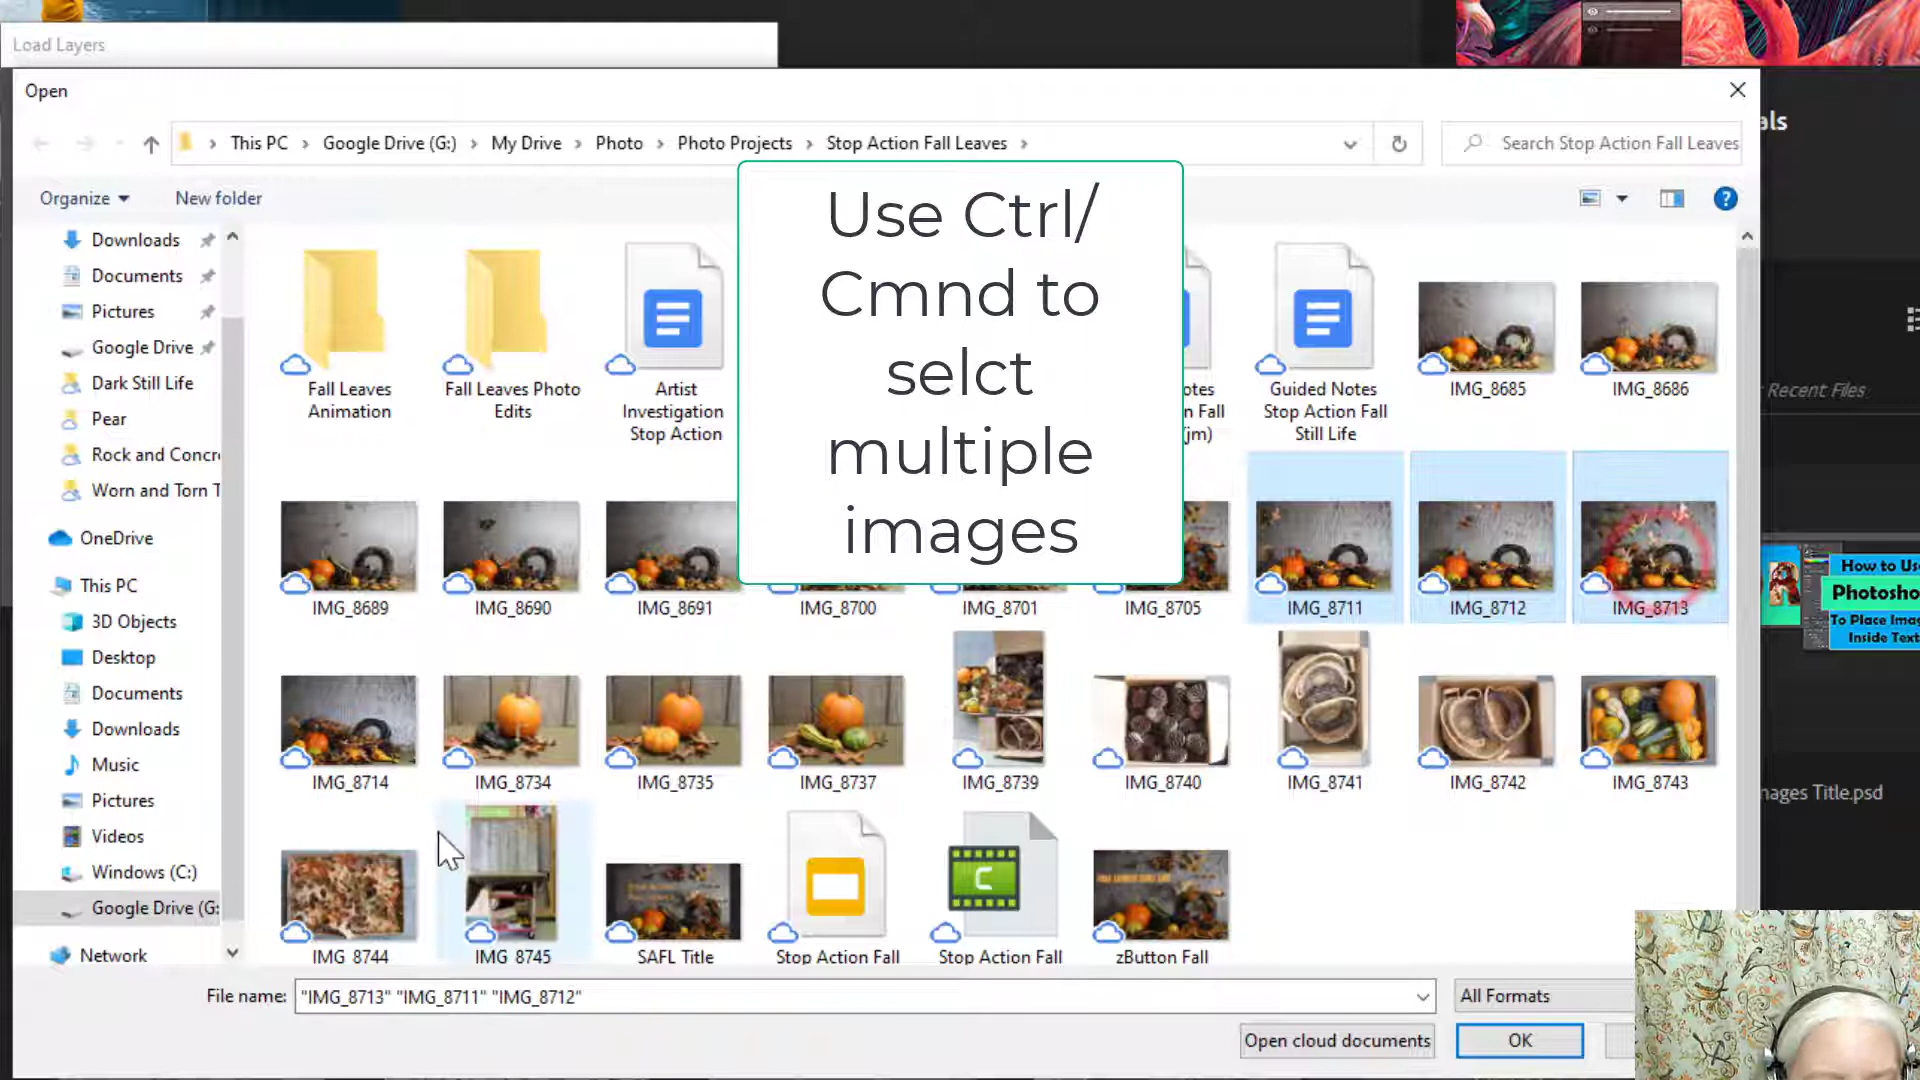 Load Layers
Open
This PC
Google Drive (G:)
My Drive
Photo
Photo Projects
Stop Action Fall Leaves
Search Stop Action Fall Leaves
Organize
New folder
Use Ctrl/
Cmnd to
selct
multiple
images
Downloads
Documents
Pictures
Google Drive
Dark Still Life
Pear
Rock and Concre
Worn and Torn T
OneDrive
This PC
3D Objects
Desktop
Documents
Downloads
Music
Pictures
Videos
Windows (C:)
Google Drive (G:
Network
Fall Leaves
Animation
Fall Leaves Photo
Edits
Artist
Investigation
Stop Action
otes
n Fall
(jm)
Guided Notes
Stop Action Fall
Still Life
IMG_8685
IMG_8686
IMG_8689
IMG_8690
IMG_8691
IMG_8700
IMG_8701
IMG_8705
IMG_8711
IMG_8712
IMG_8713
IMG_8714
IMG_8734
IMG_8735
IMG_8737
IMG_8739
IMG_8740
IMG_8741
IMG_8742
IMG_8743
IMG_8744
IMG_8745
SAFL Title
Stop Action Fall
Stop Action Fall
zButton Fall
File name:
"IMG_8713" "IMG_8711" "IMG_8712"
All Formats
Open cloud documents
OK
als
Recent Files
How to Use
Photosho
To Place Imag
Inside Text
nages Title.psd